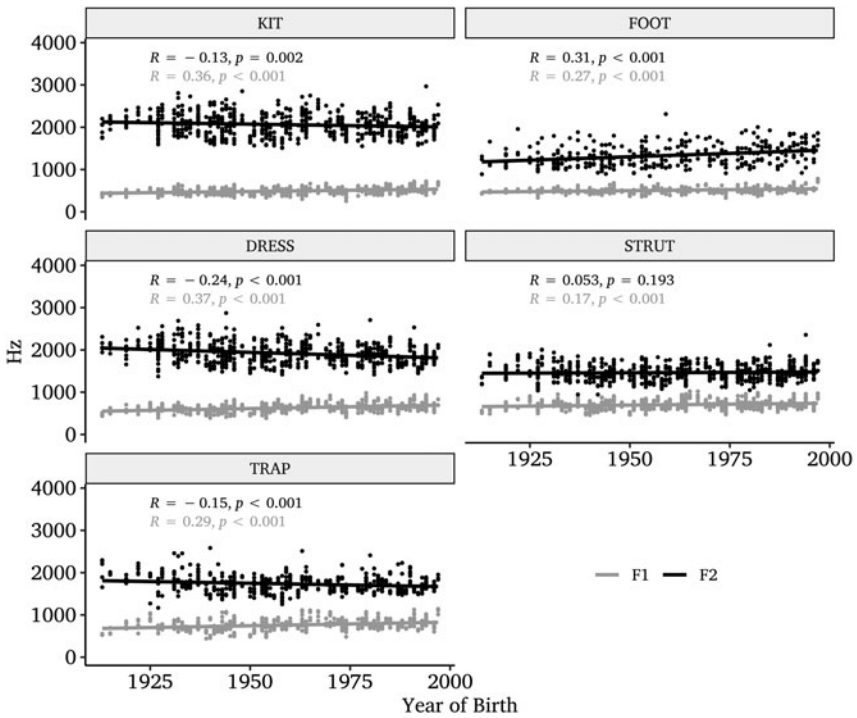 KIT
FOOT
4000
3000
2000
1000
0
R = − 0.13, p = 0.002
R = 0.36, p < 0.001
R = 0.31, p < 0.001
R = 0.27, p < 0.001
DRESS
STRUT
4000
3000
2000
1000
0
R = − 0.24, p < 0.001
R = 0.37, p < 0.001
R = 0.053, p = 0.193
R = 0.17, p < 0.001
Hz
1925 1950 1975 2000
TRAP
4000
3000
2000
1000
0
R = − 0.15, p < 0.001
R = 0.29, p < 0.001
F1 F2
1925 1950 1975 2000
Year of Birth